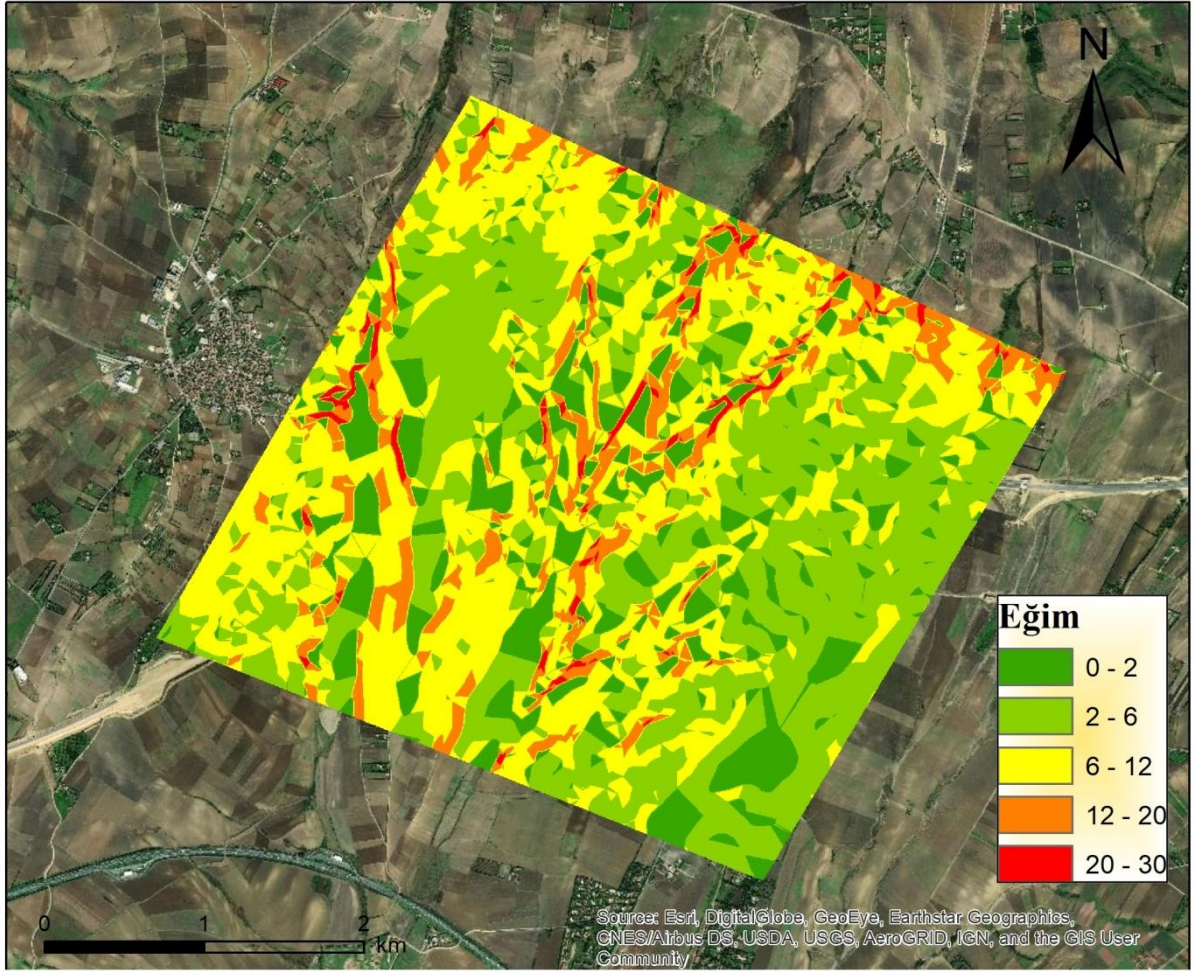 N
Eğim
0 - 2
2 - 6
6 - 12
12 - 20
20 - 30
0 1 2
km
Source: Esri, DigitalGlobe, GeoEye, Earthstar Geographics,
CNES/Airbus DS, USDA, USGS, AeroGRID, IGN, and the GIS User
Community